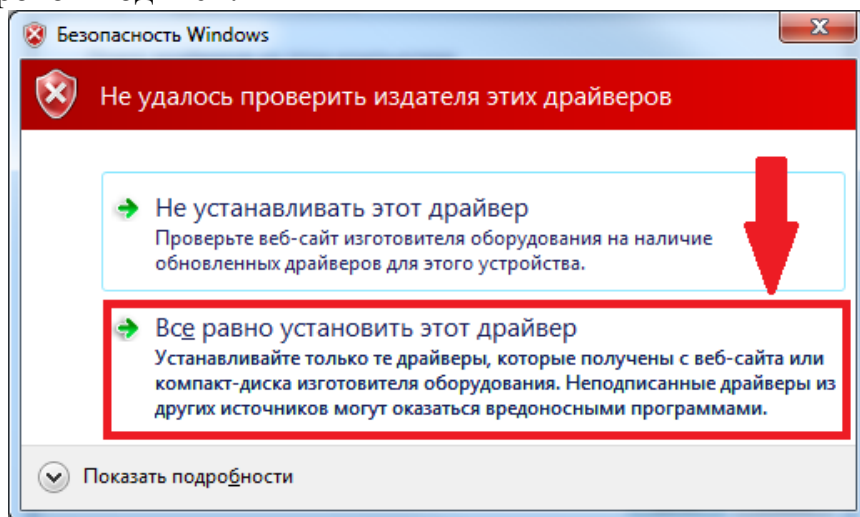 Безопасность Windows
Не удалось проверить издателя этих драйверов
Не устанавливать этот драйвер
Проверьте веб-сайт изготовителя оборудования на наличие
обновленных драйверов для этого устройства.
Все равно установить этот драйвер
Устанавливайте только те драйверы, которые получены с веб-сайта или
компакт-диска изготовителя оборудования. Неподписанные драйверы из
других источников могут оказаться вредоносными программами.
Показать подробности